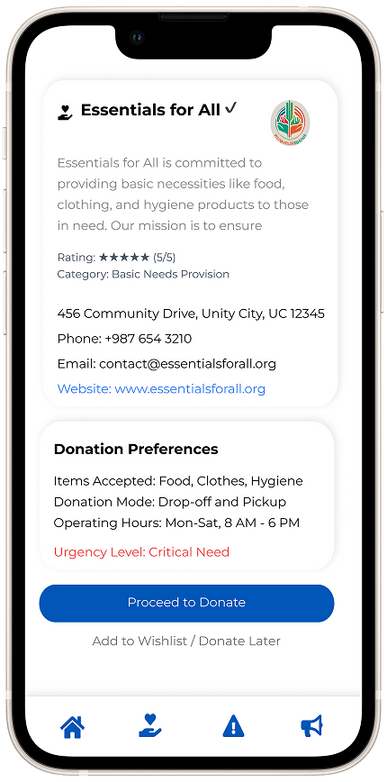 Essentials for All ✓
Essentials for All is committed to
providing basic necessities like food,
clothing, and hygiene products to those
in need. Our mission is to ensure
Rating: ★★★★★ (5/5)
Category: Basic Needs Provision
456 Community Drive, Unity City, UC 12345
Phone: +987 654 3210
Email: contact@essentialsforall.org
Website: www.essentialsforall.org
Donation Preferences
Items Accepted: Food, Clothes, Hygiene
Donation Mode: Drop-off and Pickup
Operating Hours: Mon-Sat, 8 AM - 6 PM
Urgency Level: Critical Need
Proceed to Donate
Add to Wishlist / Donate Later